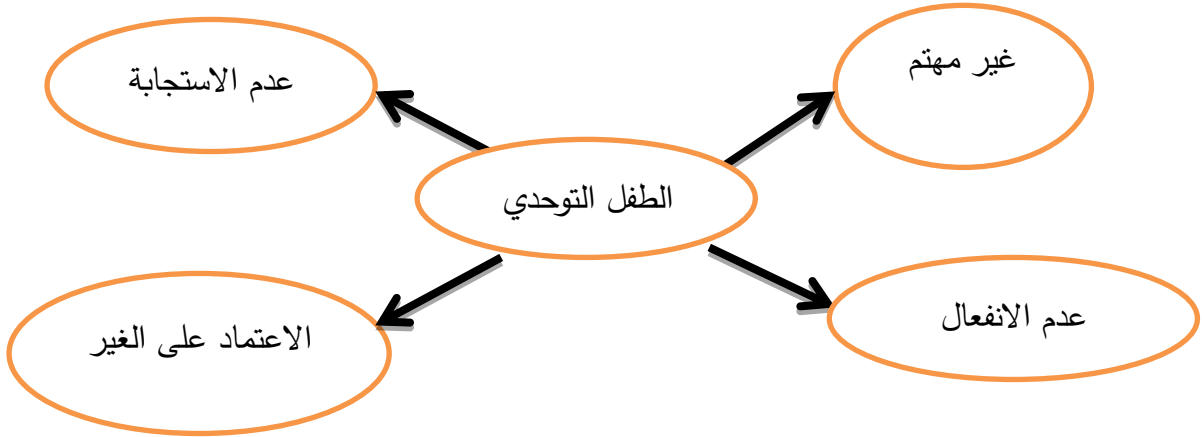 غير مهتم
عدم الاستجابة
الطفل التوحدي
عدم الانفعال
الاعتماد على الغير